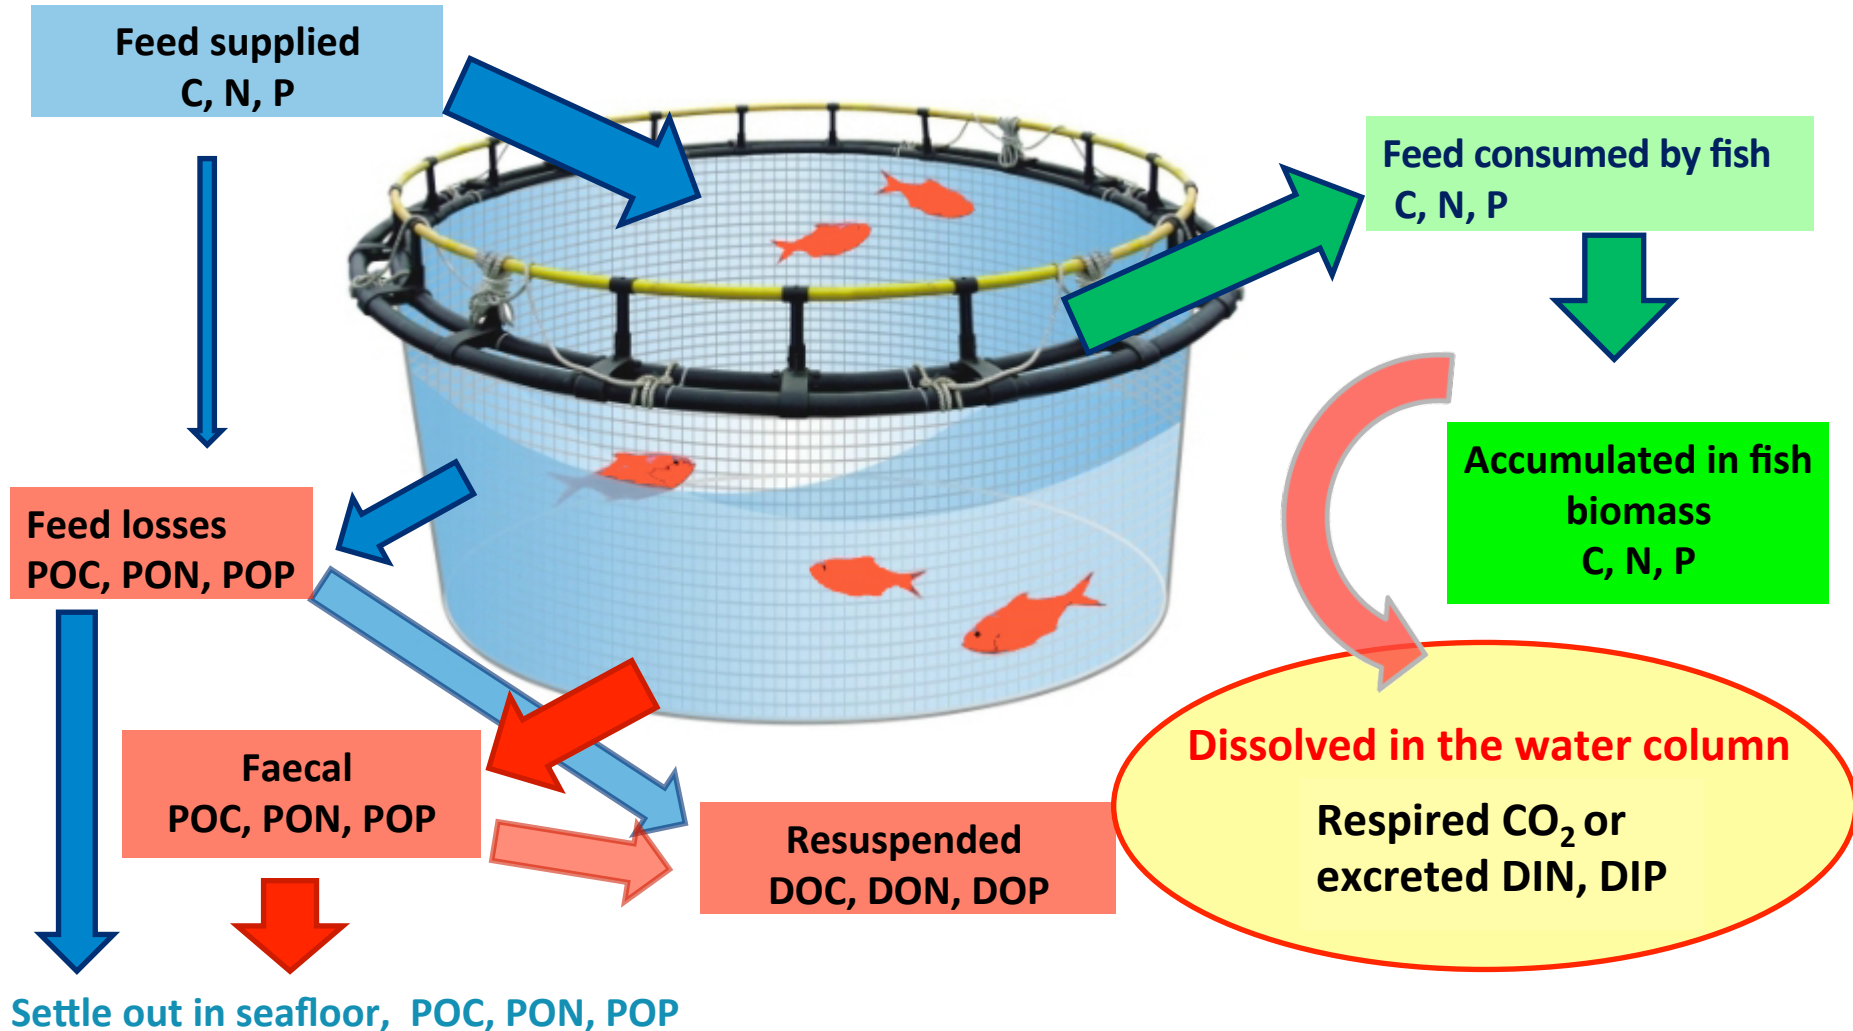 Feed supplied
C, N, P
Feed consumed by fish
C, N, P
Accumulated in fish
biomass
C, N, P
Feed losses
POC, PON, POP
Faecal
POC, PON, POP
Resuspended
DOC, DON, DOP
Dissolved in the water column
Respired CO₂ or
excreted DIN, DIP
Settle out in seafloor, POC, PON, POP